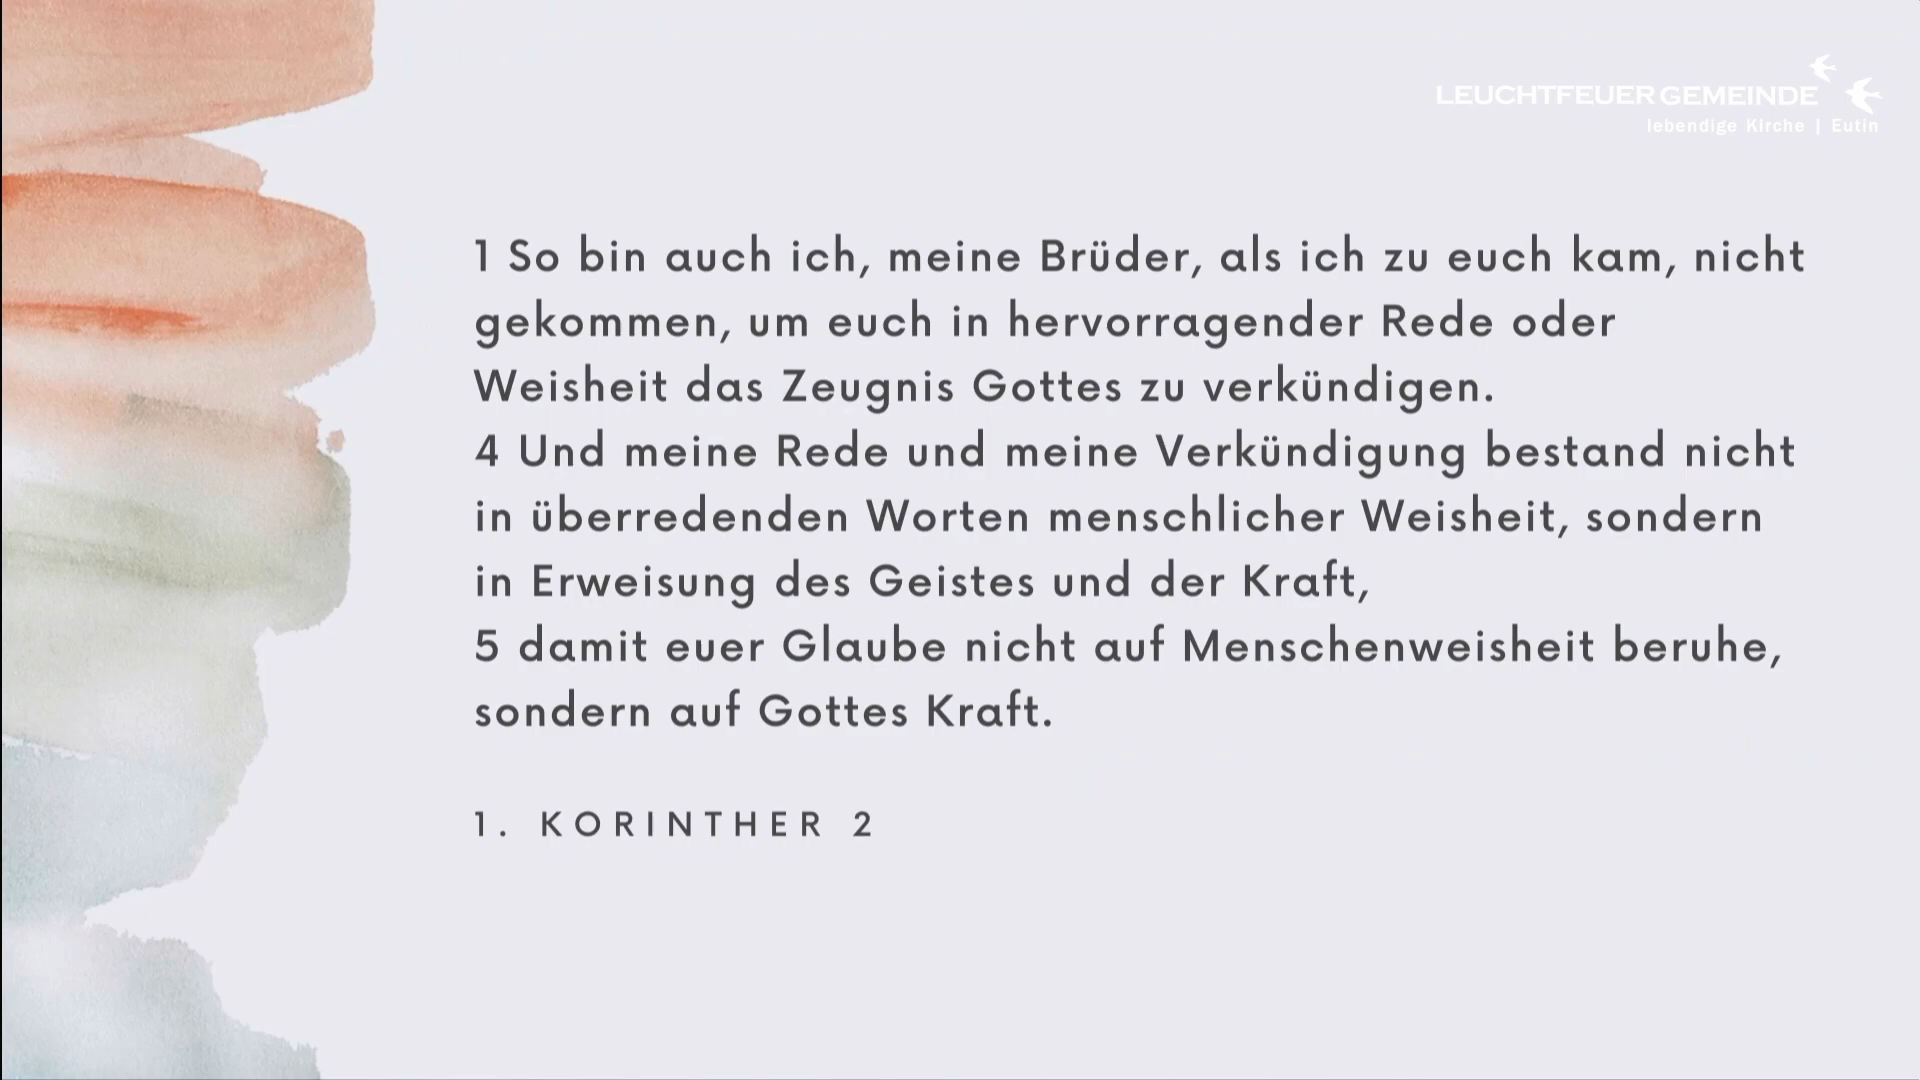 LEUCHTFEUER GEMEINDE
lebendige Kirche | Eutin
1 So bin auch ich, meine Brüder, als ich zu euch kam, nicht
gekommen, um euch in hervorragender Rede oder
Weisheit das Zeugnis Gottes zu verkündigen.
4 Und meine Rede und meine Verkündigung bestand nicht
in überredenden Worten menschlicher Weisheit, sondern
in Erweisung des Geistes und der Kraft,
5 damit euer Glaube nicht auf Menschenweisheit beruhe,
sondern auf Gottes Kraft.
1. KORINTHER 2